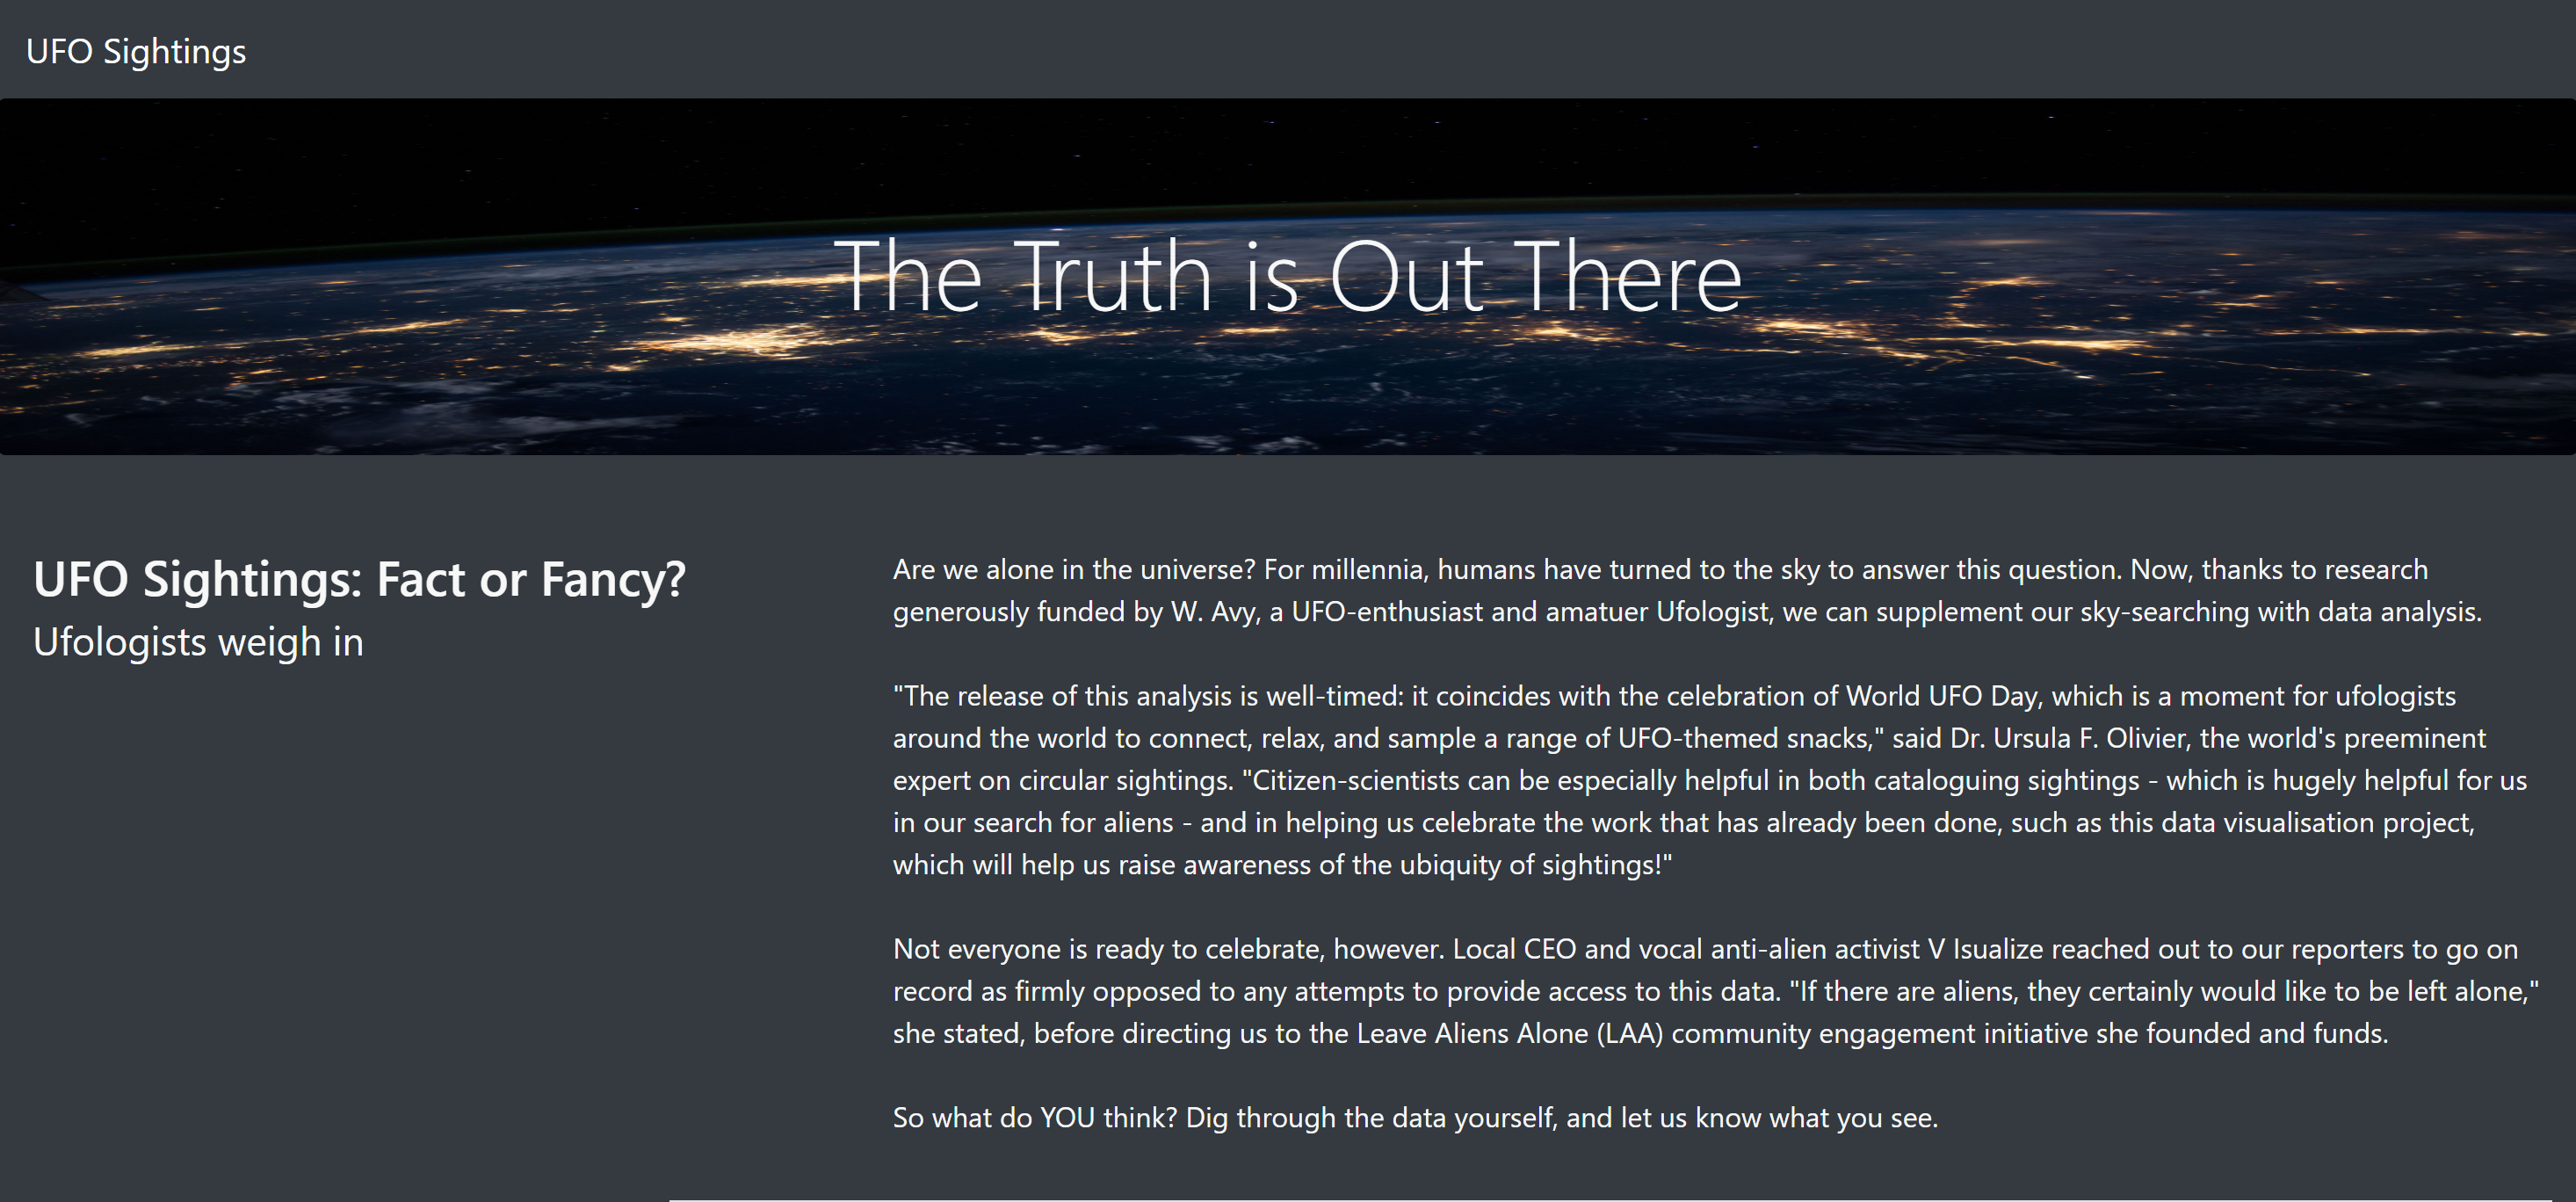 UFO Sightings
The Truth is Out There
UFO Sightings: Fact or Fancy?
Ufologists weigh in
Are we alone in the universe? For millennia, humans have turned to the sky to answer this question. Now, thanks to research
generously funded by W. Avy, a UFO-enthusiast and amatuer Ufologist, we can supplement our sky-searching with data analysis.
"The release of this analysis is well-timed: it coincides with the celebration of World UFO Day, which is a moment for ufologists
around the world to connect, relax, and sample a range of UFO-themed snacks," said Dr. Ursula F. Olivier, the world's preeminent
expert on circular sightings. "Citizen-scientists can be especially helpful in both cataloguing sightings - which is hugely helpful for us
in our search for aliens - and in helping us celebrate the work that has already been done, such as this data visualisation project,
which will help us raise awareness of the ubiquity of sightings!"
Not everyone is ready to celebrate, however. Local CEO and vocal anti-alien activist V Isualize reached out to our reporters to go on
record as firmly opposed to any attempts to provide access to this data. "If there are aliens, they certainly would like to be left alone,"
she stated, before directing us to the Leave Aliens Alone (LAA) community engagement initiative she founded and funds.
So what do YOU think? Dig through the data yourself, and let us know what you see.